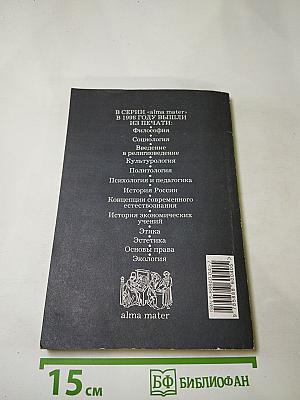 В СЕРИИ «alma mater»
В 1998 ГОДУ ВЫШЛИ
ИЗ ПЕЧАТИ:
Философия
Социология
Введение
в религиоведение
Культурология
Политология
Психология и педагогика
История России
Концепции современного
естествознания
История экономических
учений
Этика
Эстетика
Основы права
Экология
alma mater
15 см
БФ БИБЛИОФАН